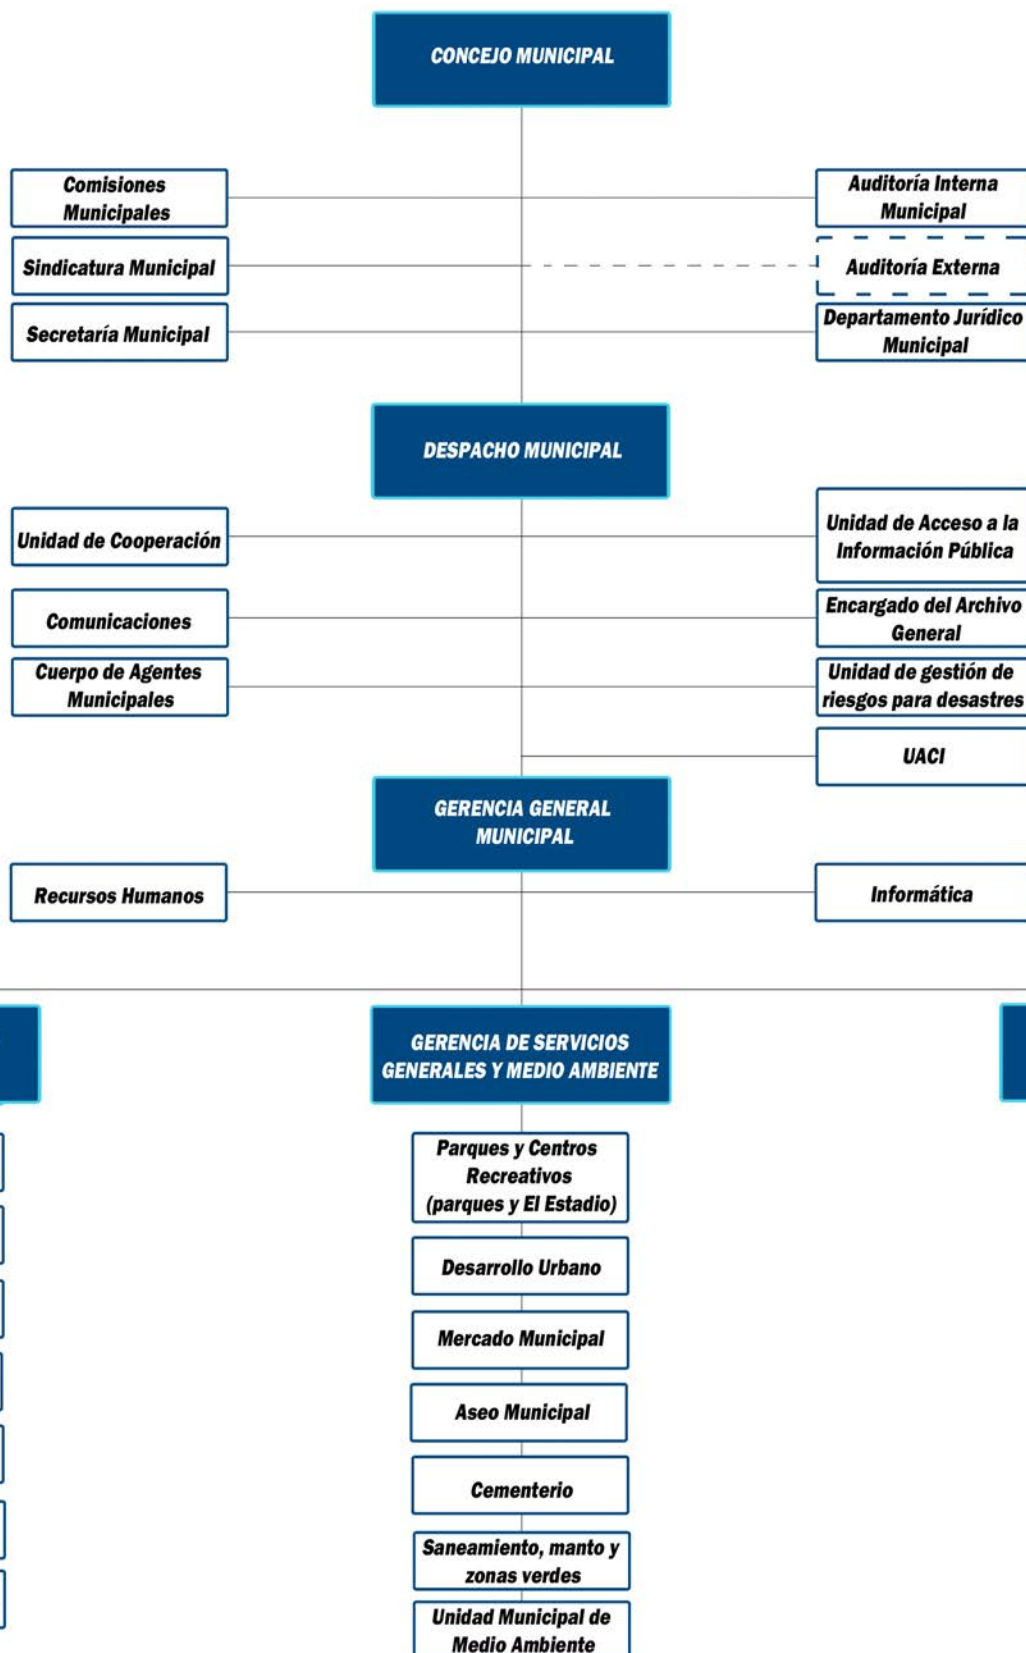 CONCEJO MUNICIPAL
Comisiones
Municipales
Auditoría Interna
Municipal
Sindicatura Municipal
Auditoría Externa
Secretaría Municipal
Departamento Jurídico
Municipal
DESPACHO MUNICIPAL
Unidad de Cooperación
Unidad de Acceso a la
Información Pública
Comunicaciones
Encargado del Archivo
General
Cuerpo de Agentes
Municipales
Unidad de gestión de
riesgos para desastres
UACI
GERENCIA GENERAL
MUNICIPAL
Recursos Humanos
Informática
GERENCIA DE SERVICIOS
GENERALES Y MEDIO AMBIENTE
Parques y Centros
Recreativos
(parques y El Estadio)
Desarrollo Urbano
Mercado Municipal
Aseo Municipal
Cementerio
Saneamiento, manto y
zonas verdes
Unidad Municipal de
Medio Ambiente